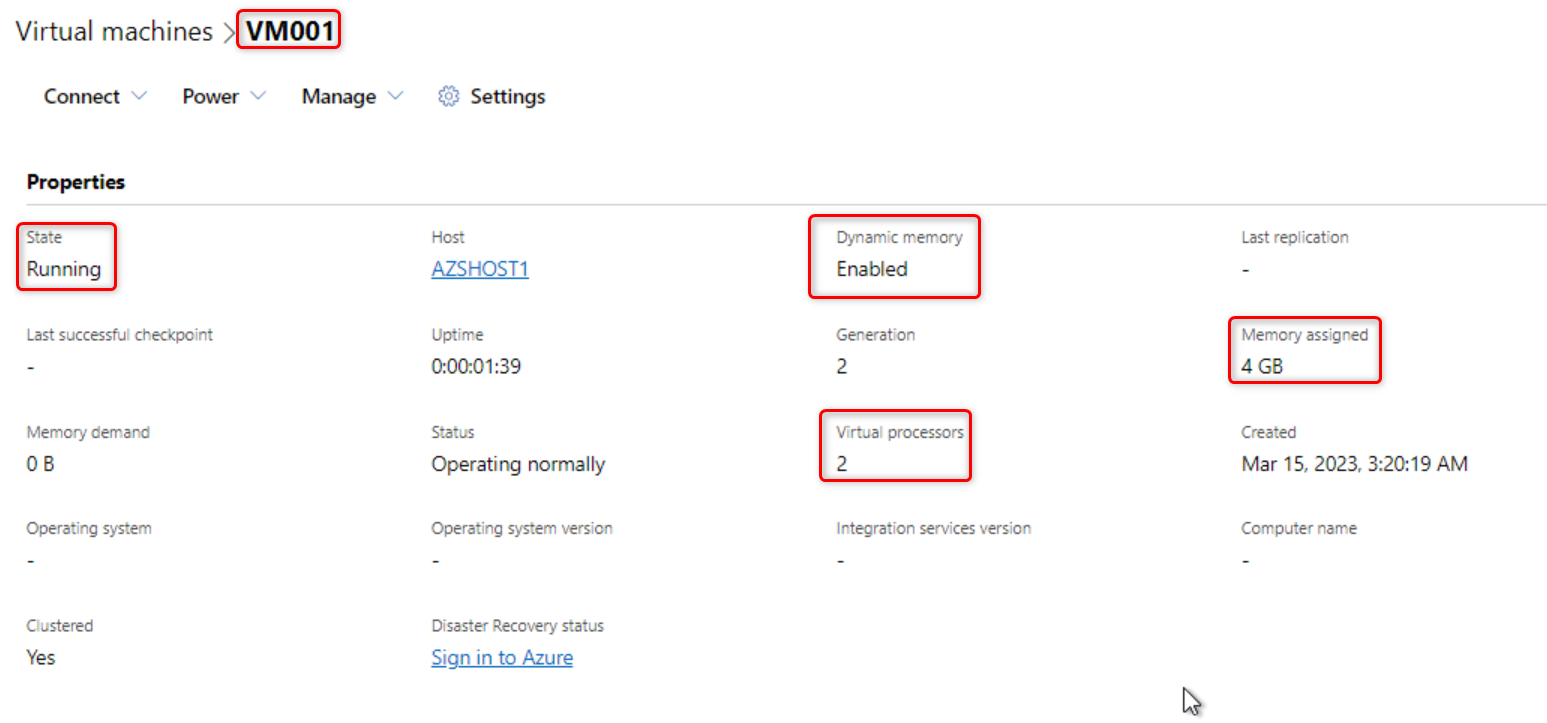 Virtual machines > VM001
Connect Power Manage Settings
Properties
State Host Dynamic memory Last replication
Running AZSHOST1 Enabled -
Last successful checkpoint Uptime Generation Memory assigned
- 0:00:01:39 2 4 GB
Memory demand Status Virtual processors Created
0 B Operating normally 2 Mar 15, 2023, 3:20:19 AM
Operating system Operating system version Integration services version Computer name
- - - -
Clustered Disaster Recovery status
Yes Sign in to Azure